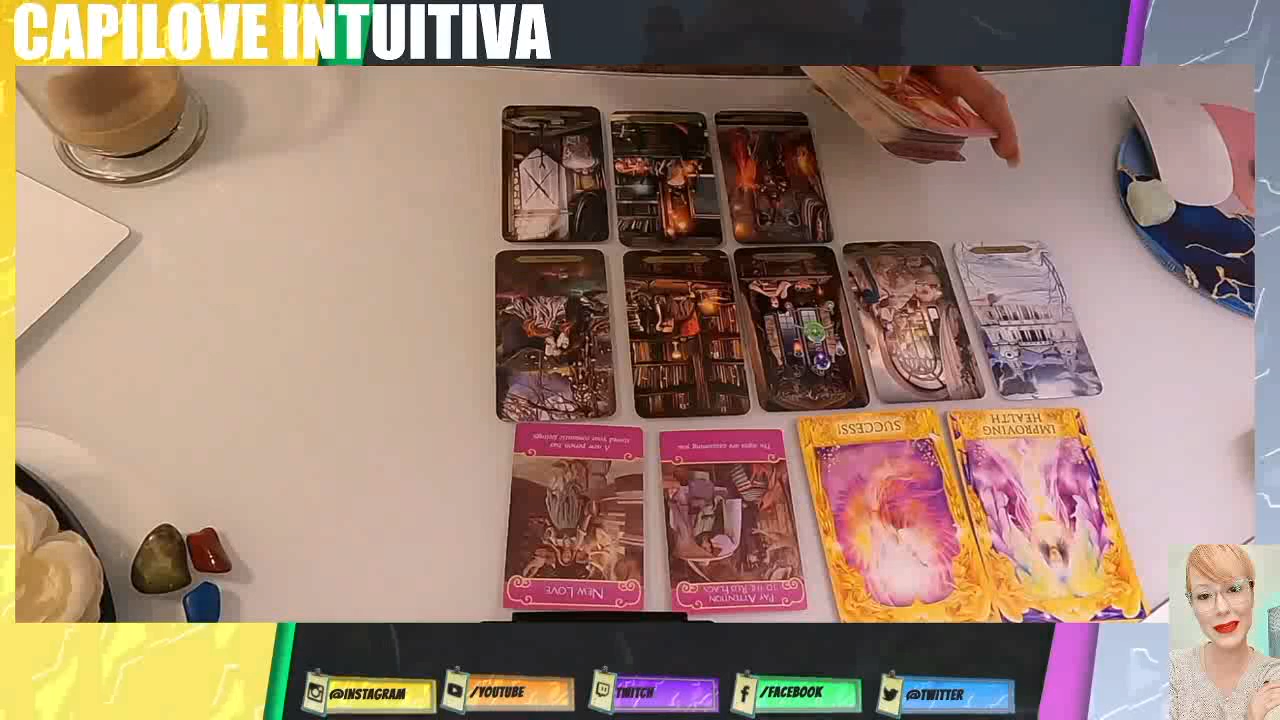 CAPILOVE INTUITIVA
A new person has
stirred your romantic feelings
The signs are cautioning you
SUCCESS!
IMPROVING
HEALTH
NEW LOVE
PAY ATTENTION
TO THE RED FLAGS
@INSTAGRAM
/YOUTUBE
TWITCH
/FACEBOOK
@TWITTER